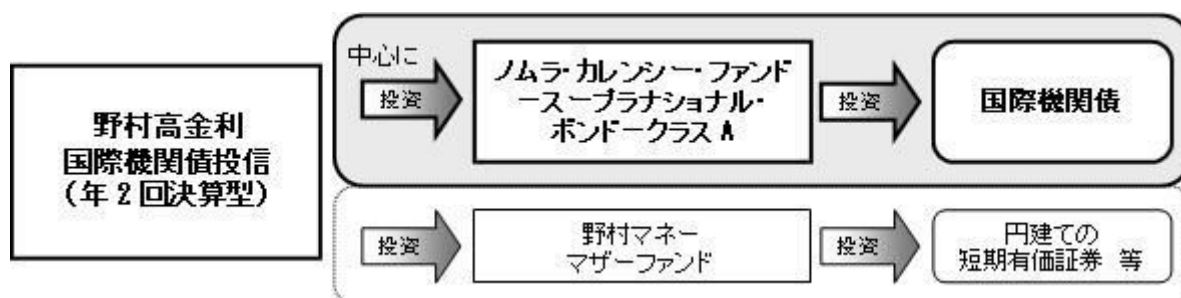 野村高金利
国際機関債投信
（年２回決算型）
中心に
投資
ノムラ・カレンシー・ファンド
ースープラナショナル・
ボンドークラス A
投資
国際機関債
投資
野村マネー
マザーファンド
投資
円建ての
短期有価証券 等